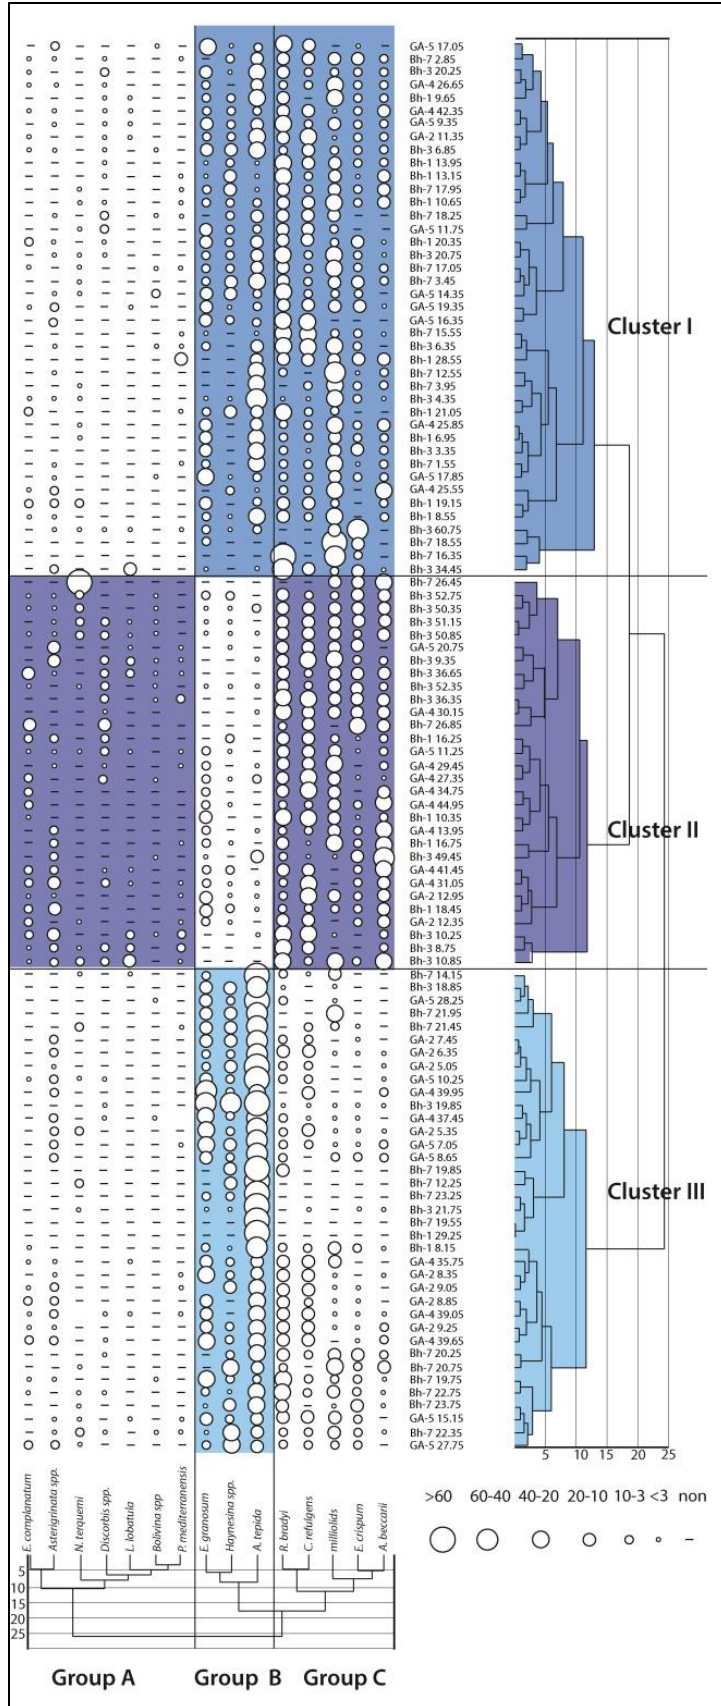 GA-5 17.05
Bh-7 2.85
Bh-3 20.25
GA-4 26.65
Bh-1 9.65
GA-4 42.35
GA-5 9.35
GA-2 11.35
Bh-3 6.85
Bh-1 13.95
Bh-1 13.15
Bh-7 17.95
Bh-1 10.65
Bh-7 18.25
GA-5 11.75
Bh-1 20.35
Bh-3 20.75
Bh-7 17.05
Bh-7 3.45
GA-5 14.35
GA-5 19.35
GA-5 16.35
Bh-7 15.55
Bh-3 6.35
Bh-1 28.55
Bh-7 12.55
Bh-7 3.95
Bh-3 4.35
Bh-1 21.05
GA-4 25.85
Bh-1 6.95
Bh-3 3.35
Bh-7 1.55
GA-5 17.85
GA-4 25.55
Bh-1 19.15
Bh-1 8.55
Bh-3 60.75
Bh-7 18.55
Bh-7 16.35
Bh-3 34.45
Cluster I
Bh-7 26.45
Bh-3 52.75
Bh-3 50.35
Bh-3 51.15
Bh-3 50.85
GA-5 20.75
Bh-3 9.35
Bh-3 36.65
Bh-3 52.35
Bh-3 36.35
GA-4 30.15
Bh-7 26.85
Bh-1 16.25
GA-5 11.25
GA-4 29.45
GA-4 27.35
GA-4 34.75
GA-4 44.95
Bh-1 10.35
GA-4 13.95
Bh-1 16.75
Bh-3 49.45
GA-4 41.45
GA-4 31.05
GA-2 12.95
Bh-1 18.45
GA-2 12.35
Bh-3 10.25
Bh-3 8.75
Bh-3 10.85
Cluster II
Bh-7 14.15
Bh-3 18.85
GA-5 28.25
Bh-7 21.95
Bh-7 21.45
GA-2 7.45
GA-2 6.35
GA-2 5.05
GA-5 10.25
GA-4 39.95
Bh-3 19.85
GA-4 37.45
GA-2 5.35
GA-5 7.05
GA-5 8.65
Bh-7 19.85
Bh-7 12.25
Bh-7 23.25
Bh-3 21.75
Bh-7 19.55
Bh-1 29.25
Bh-1 8.15
GA-4 35.75
GA-2 8.35
GA-2 9.05
GA-2 8.85
GA-4 39.05
GA-2 9.25
GA-4 39.65
Bh-7 20.25
Bh-7 20.75
Bh-7 19.75
Bh-7 22.75
Bh-7 23.75
GA-5 15.15
Bh-7 22.35
GA-5 27.75
Cluster III
5 10 15 20 25
E. complanatum
Asterigrinata spp.
N. terquerni
Discorbis spp.
L. lobatula
Bolivina spp
P. mediterranensis
E. granosum
Haynesina spp.
A. tepida
R. bradyi
C. refulgens
milliolids
E. crispum
A. beccarii
>60 60-40 40-20 20-10 10-3 <3 non
5
10
15
20
25
Group A Group B Group C